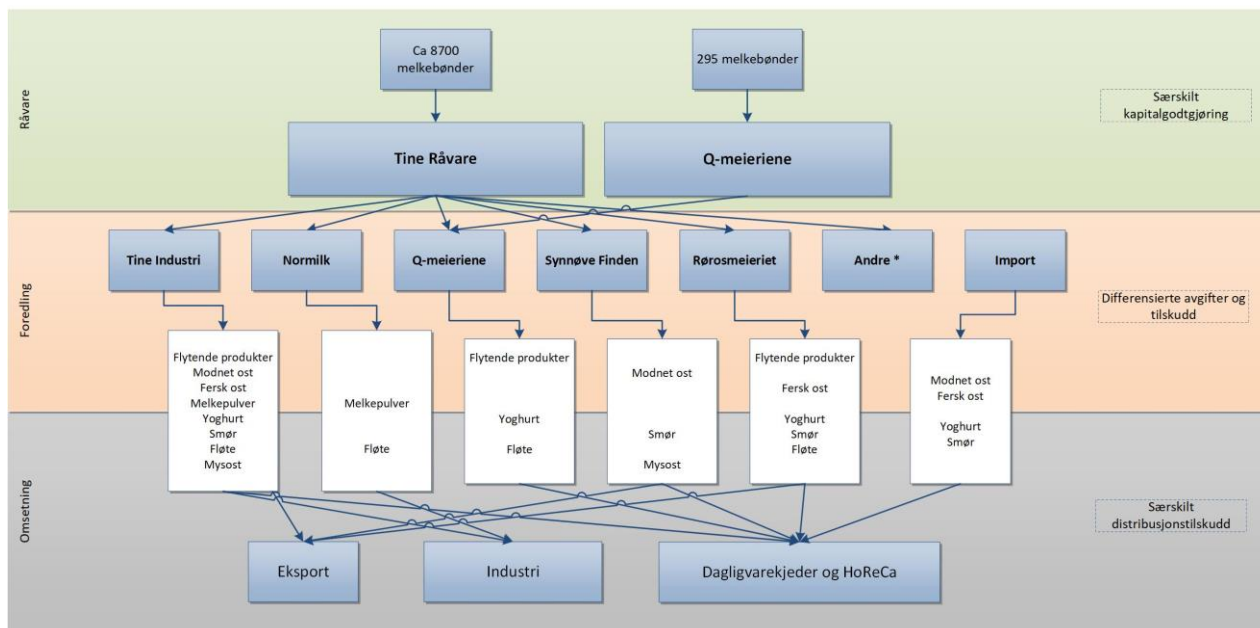 Råvare
Ca 8700
melkebønder
295 melkebønder
Særskilt
kapitalgodtgjøring
Tine Råvare
Q-meieriene
Foredling
Tine Industri
Normilk
Q-meieriene
Synnøve Finden
Rørosmeieriet
Andre *
Import
Differensierte avgifter og
tilskudd
Flytende produkter
Modnet ost
Fersk ost
Melkepulver
Yoghurt
Smør
Fløte
Mysost
Melkepulver
Fløte
Flytende produkter
Yoghurt
Fløte
Modnet ost
Smør
Mysost
Flytende produkter
Fersk ost
Yoghurt
Smør
Fløte
Modnet ost
Fersk ost
Yoghurt
Smør
Omsetning
Særskilt
distribusjonstilskudd
Eksport
Industri
Dagligvarekjeder og HoReCa